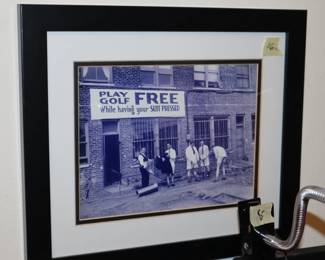 PLAY GOLF FREE
While having your SUIT PRESSED